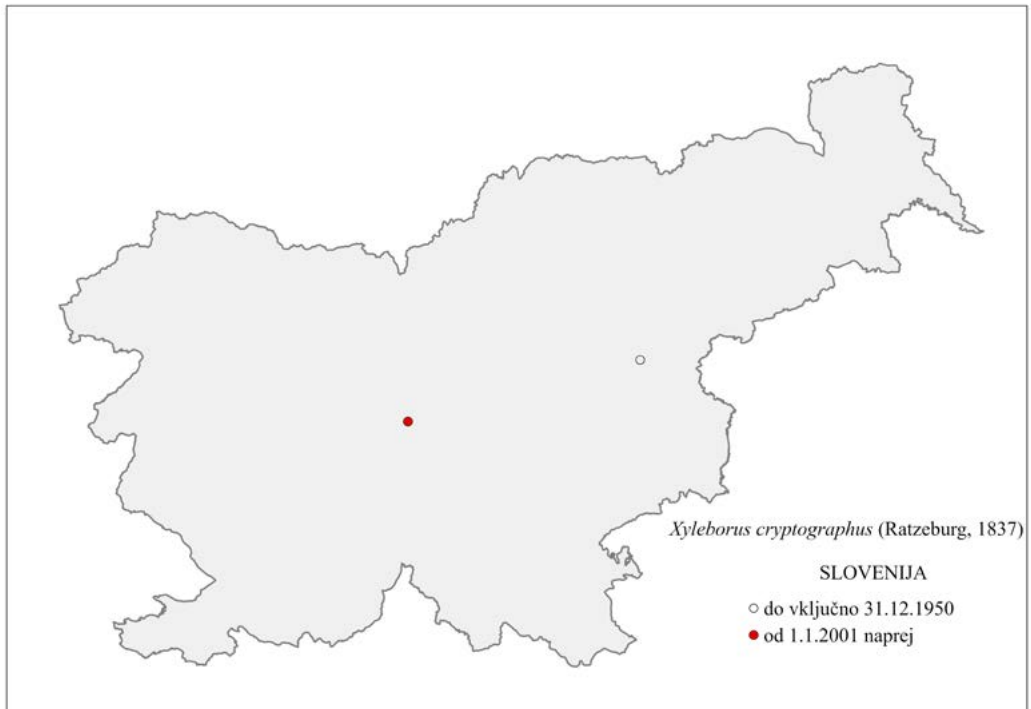 Xyleborus cryptographus (Ratzeburg, 1837)
SLOVENIJA
do vključno 31.12.1950
od 1.1.2001 naprej